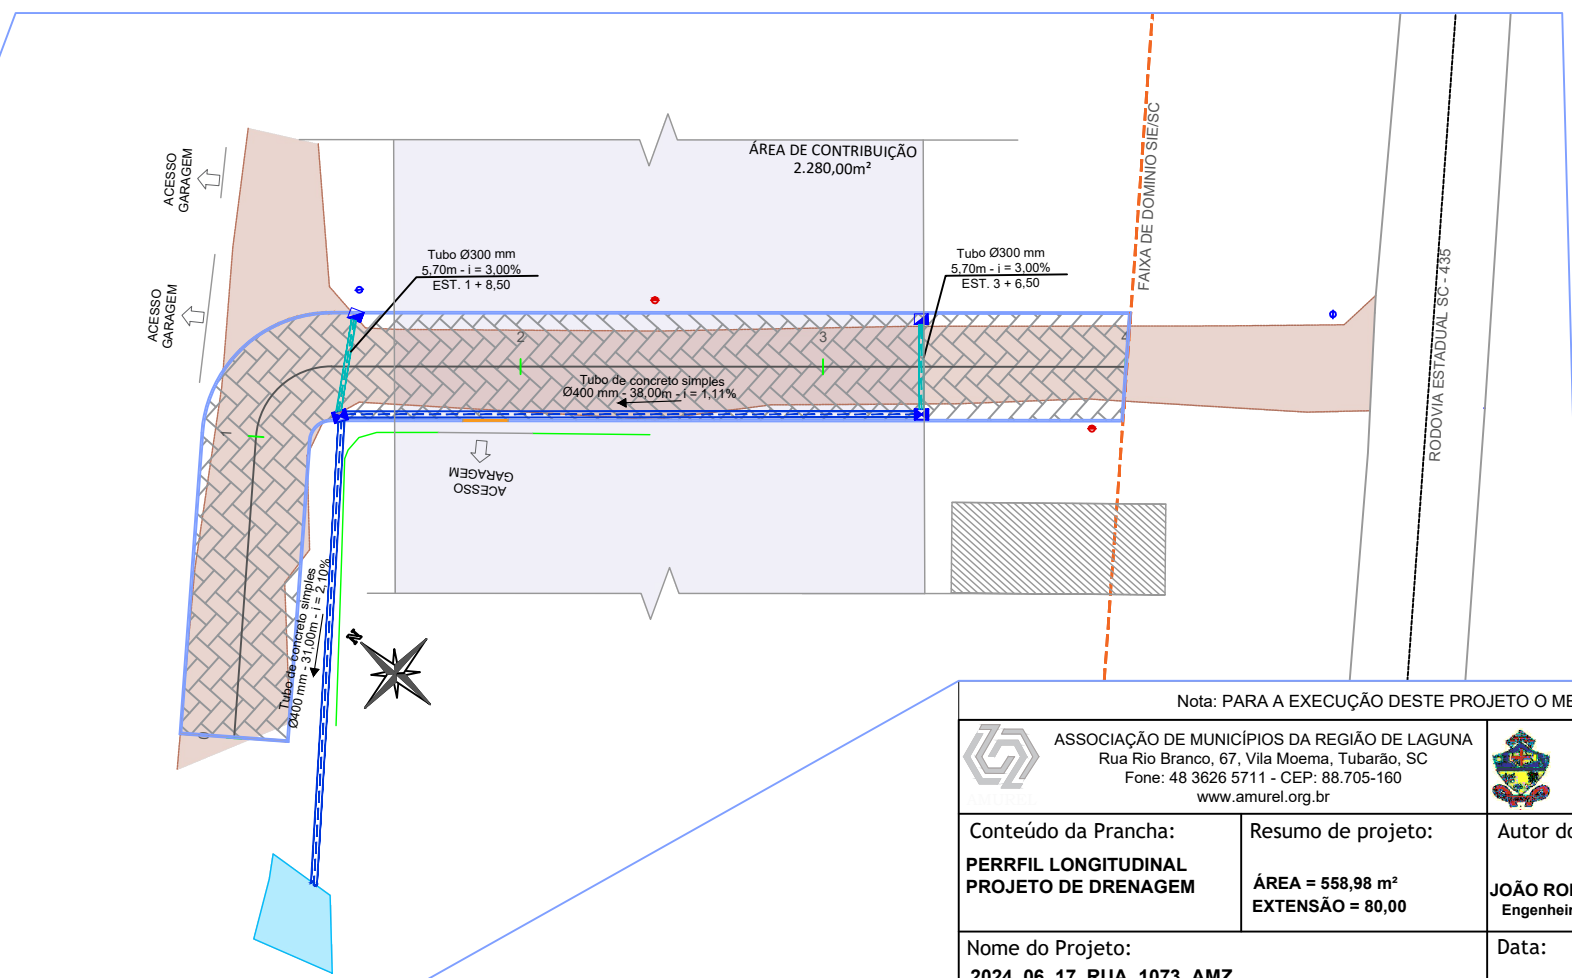 ÁREA DE CONTRIBUIÇÃO
2.280,00m²
FAIXA DE DOMINIO SIE/SC
RODOVIA ESTADUAL SC - 435
ACESSO
GARAGEM
ACESSO
GARAGEM
Tubo Ø300 mm
5,70m - i = 3,00%
EST. 1 + 8,50
Tubo Ø300 mm
5,70m - i = 3,00%
EST. 3 + 6,50
2
3
4
Tubo de concreto simples
Ø400 mm - 38,00m - i = 1,11%
1
ACESSO
GARAGEM
Tubo de concreto simples
Ø400 mm - 31,00m - i = 2,10%
N
0
Nota: PARA A EXECUÇÃO DESTE PROJETO O ME
ASSOCIAÇÃO DE MUNICÍPIOS DA REGIÃO DE LAGUNA
Rua Rio Branco, 67, Vila Moema, Tubarão, SC
Fone: 48 3626 5711 - CEP: 88.705-160
www.amurel.org.br
AMUREL
Conteúdo da Prancha:
PERRFIL LONGITUDINAL
PROJETO DE DRENAGEM
Resumo de projeto:
ÁREA = 558,98 m²
EXTENSÃO = 80,00
Autor do
JOÃO ROD
Engenheir
Nome do Projeto:
2024_06_17_RUA_1073_AMZ
Data: